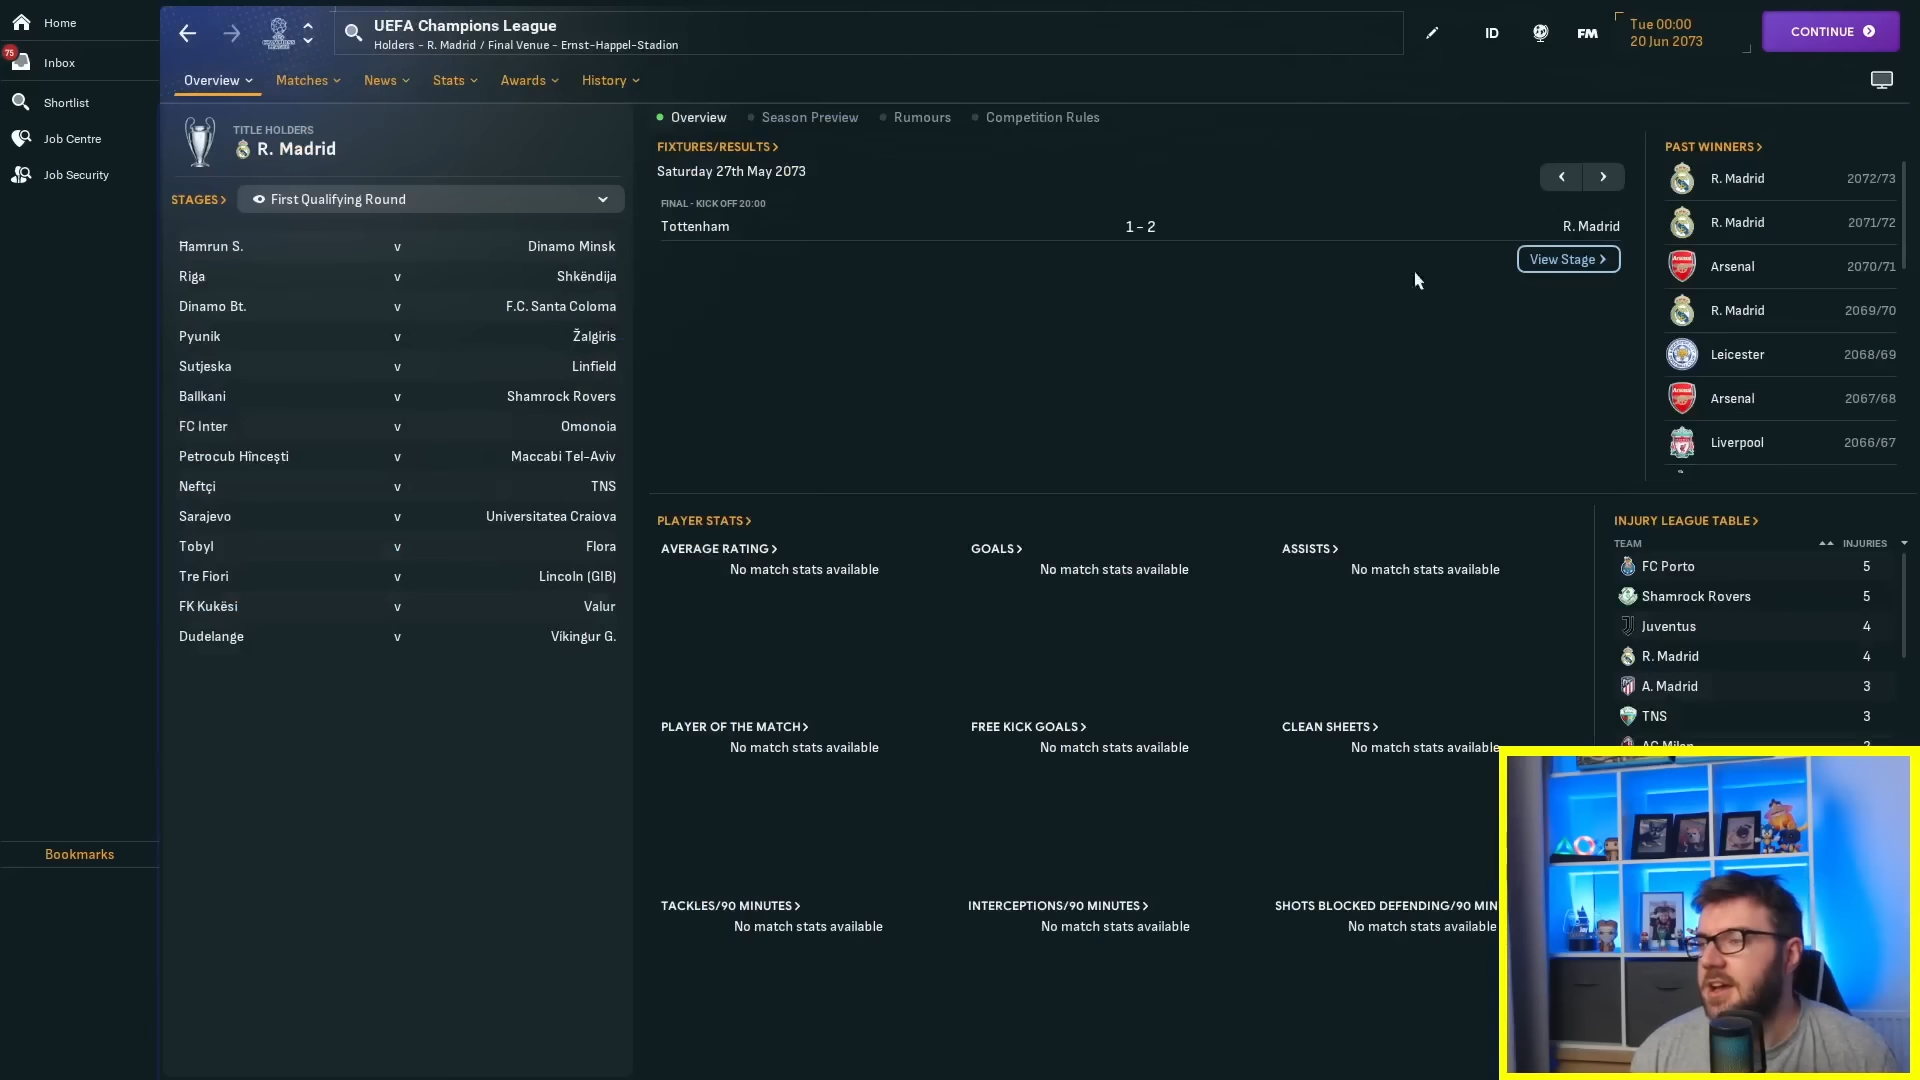 Home
75
Inbox
Shortlist
Job Centre
Job Security
Bookmarks
UEFA Champions League
Holders - R. Madrid / Final Venue - Ernst-Happel-Stadion
ID
FM
Tue 00:00
20 Jun 2073
CONTINUE
Overview
Matches
News
Stats
Awards
History
TITLE HOLDERS
R. Madrid
STAGES
First Qualifying Round
Ħamrun S. v Dinamo Minsk
Riga v Shkëndija
Dinamo Bt. v F.C. Santa Coloma
Pyunik v Žalgiris
Sutjeska v Linfield
Ballkani v Shamrock Rovers
FC Inter v Omonoia
Petrocub Hîncești v Maccabi Tel-Aviv
Neftçi v TNS
Sarajevo v Universitatea Craiova
Tobyl v Flora
Tre Fiori v Lincoln (GIB)
FK Kukësi v Valur
Dudelange v Víkingur G.
Overview
Season Preview
Rumours
Competition Rules
FIXTURES/RESULTS
Saturday 27th May 2073
FINAL - KICK OFF 20:00
Tottenham 1 - 2 R. Madrid
View Stage
PAST WINNERS
R. Madrid 2072/73
R. Madrid 2071/72
Arsenal 2070/71
R. Madrid 2069/70
Leicester 2068/69
Arsenal 2067/68
Liverpool 2066/67
PLAYER STATS
AVERAGE RATING
No match stats available
GOALS
No match stats available
ASSISTS
No match stats available
PLAYER OF THE MATCH
No match stats available
FREE KICK GOALS
No match stats available
CLEAN SHEETS
No match stats available
TACKLES/90 MINUTES
No match stats available
INTERCEPTIONS/90 MINUTES
No match stats available
SHOTS BLOCKED DEFENDING/90 MIN
No match stats available
INJURY LEAGUE TABLE
TEAM INJURIES
FC Porto 5
Shamrock Rovers 5
Juventus 4
R. Madrid 4
A. Madrid 3
TNS 3
AC Milan 2